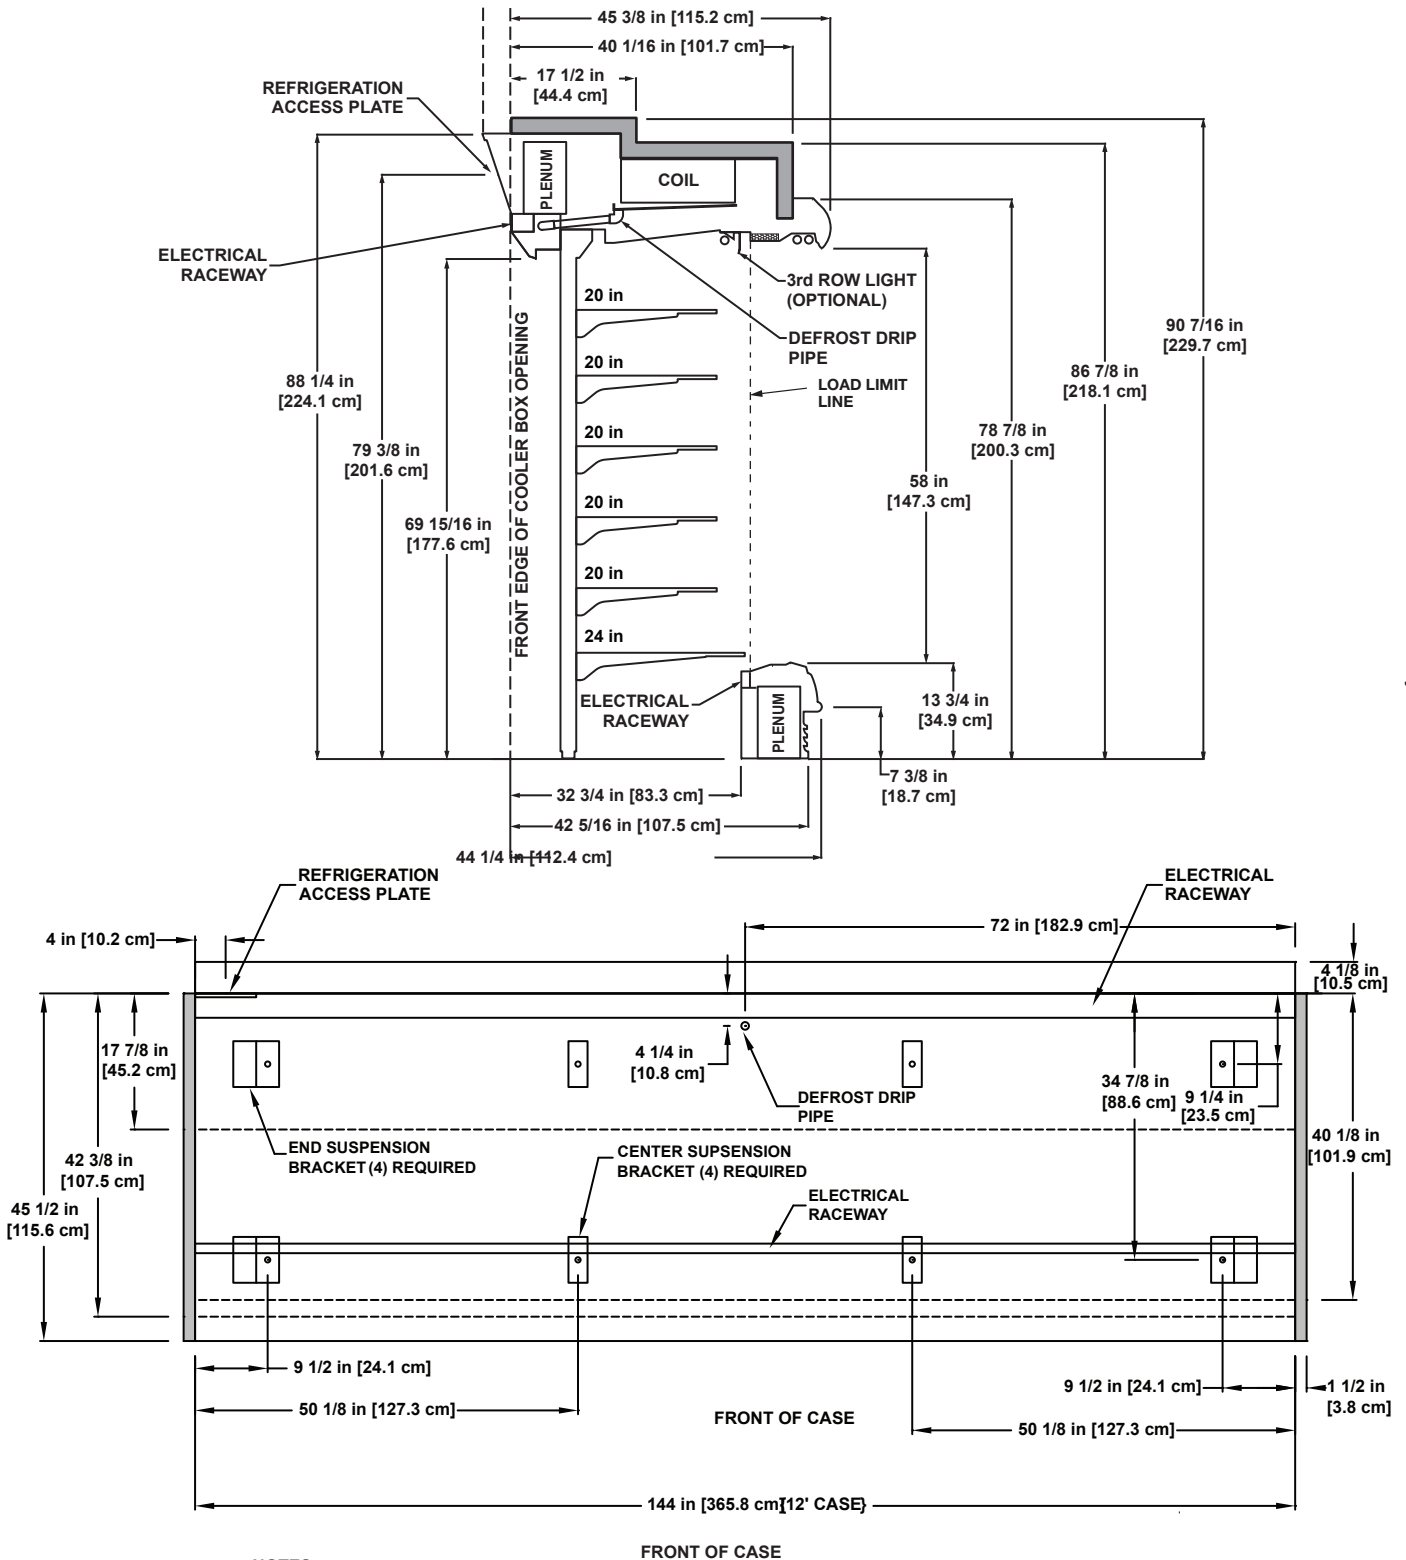 45 3/8 in [115.2 cm]
40 1/16 in [101.7 cm]
17 1/2 in
[44.4 cm]
REFRIGERATION
ACCESS PLATE
PLENUM
COIL
ELECTRICAL
RACEWAY
3rd ROW LIGHT
(OPTIONAL)
20 in
DEFROST DRIP
PIPE
20 in
LOAD LIMIT
LINE
FRONT EDGE OF COOLER BOX OPENING
90 7/16 in
[229.7 cm]
86 7/8 in
[218.1 cm]
88 1/4 in
[224.1 cm]
79 3/8 in
[201.6 cm]
20 in
78 7/8 in
[200.3 cm]
58 in
[147.3 cm]
20 in
69 15/16 in
[177.6 cm]
20 in
24 in
ELECTRICAL
RACEWAY
PLENUM
13 3/4 in
[34.9 cm]
7 3/8 in
[18.7 cm]
32 3/4 in [83.3 cm]
42 5/16 in [107.5 cm]
44 1/4 in [112.4 cm]
REFRIGERATION
ACCESS PLATE
ELECTRICAL
RACEWAY
4 in [10.2 cm]
72 in [182.9 cm]
4 1/8 in
[10.5 cm]
17 7/8 in
[45.2 cm]
4 1/4 in
[10.8 cm]
34 7/8 in
[88.6 cm]
9 1/4 in
[23.5 cm]
DEFROST DRIP
PIPE
40 1/8 in
[101.9 cm]
END SUSPENSION
BRACKET (4) REQUIRED
CENTER SUPSENSION
BRACKET (4) REQUIRED
42 3/8 in
[107.5 cm]
ELECTRICAL
RACEWAY
45 1/2 in
[115.6 cm]
9 1/2 in [24.1 cm]
9 1/2 in [24.1 cm]
1 1/2 in
[3.8 cm]
50 1/8 in [127.3 cm]
FRONT OF CASE
50 1/8 in [127.3 cm]
144 in [365.8 cm]{12' CASE}
FRONT OF CASE